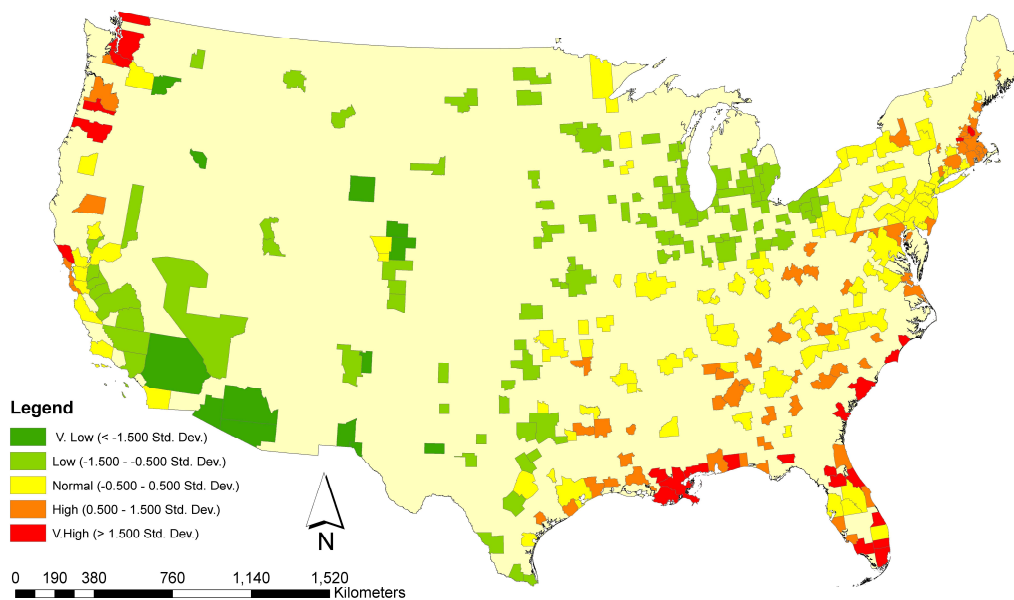 Legend
V. Low (< -1.500 Std. Dev.)
Low (-1.500 - -0.500 Std. Dev.)
Normal (-0.500 - 0.500 Std. Dev.)
High (0.500 - 1.500 Std. Dev.)
V.High (> 1.500 Std. Dev.)
N
0 190 380 760 1,140 1,520
Kilometers